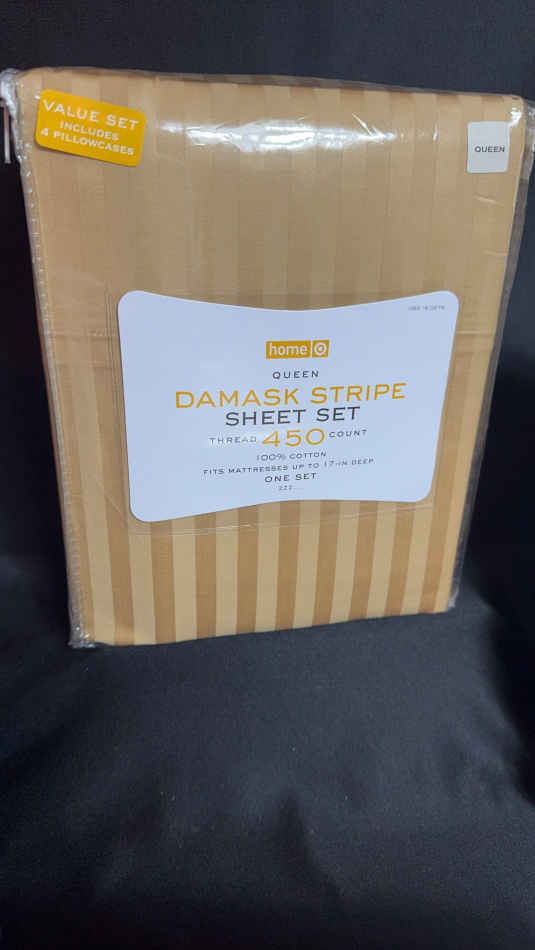 VALUE SET
INCLUDES
4 PILLOWCASES
QUEEN
home
QUEEN
DAMASK STRIPE
SHEET SET
THREAD 450 COUNT
100% COTTON
FITS MATTRESSES UP TO 17-IN DEEP
ONE SET
zzz...